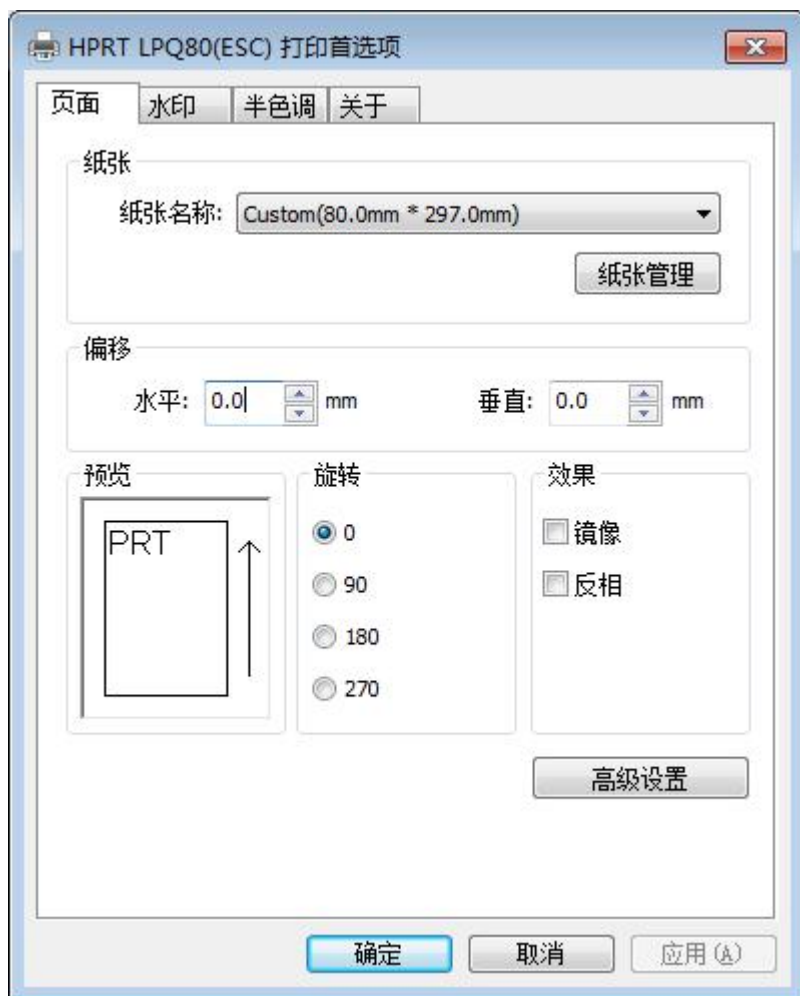 HPRT LPQ80(ESC) 打印首选项
页面 水印 半色调 关于
纸张
纸张名称: Custom(80.0mm * 297.0mm)
纸张管理
偏移
水平: 0.0 mm 垂直: 0.0 mm
预览 旋转 效果
PRT
0 镜像
90 反相
180
270
高级设置
确定 取消 应用(A)